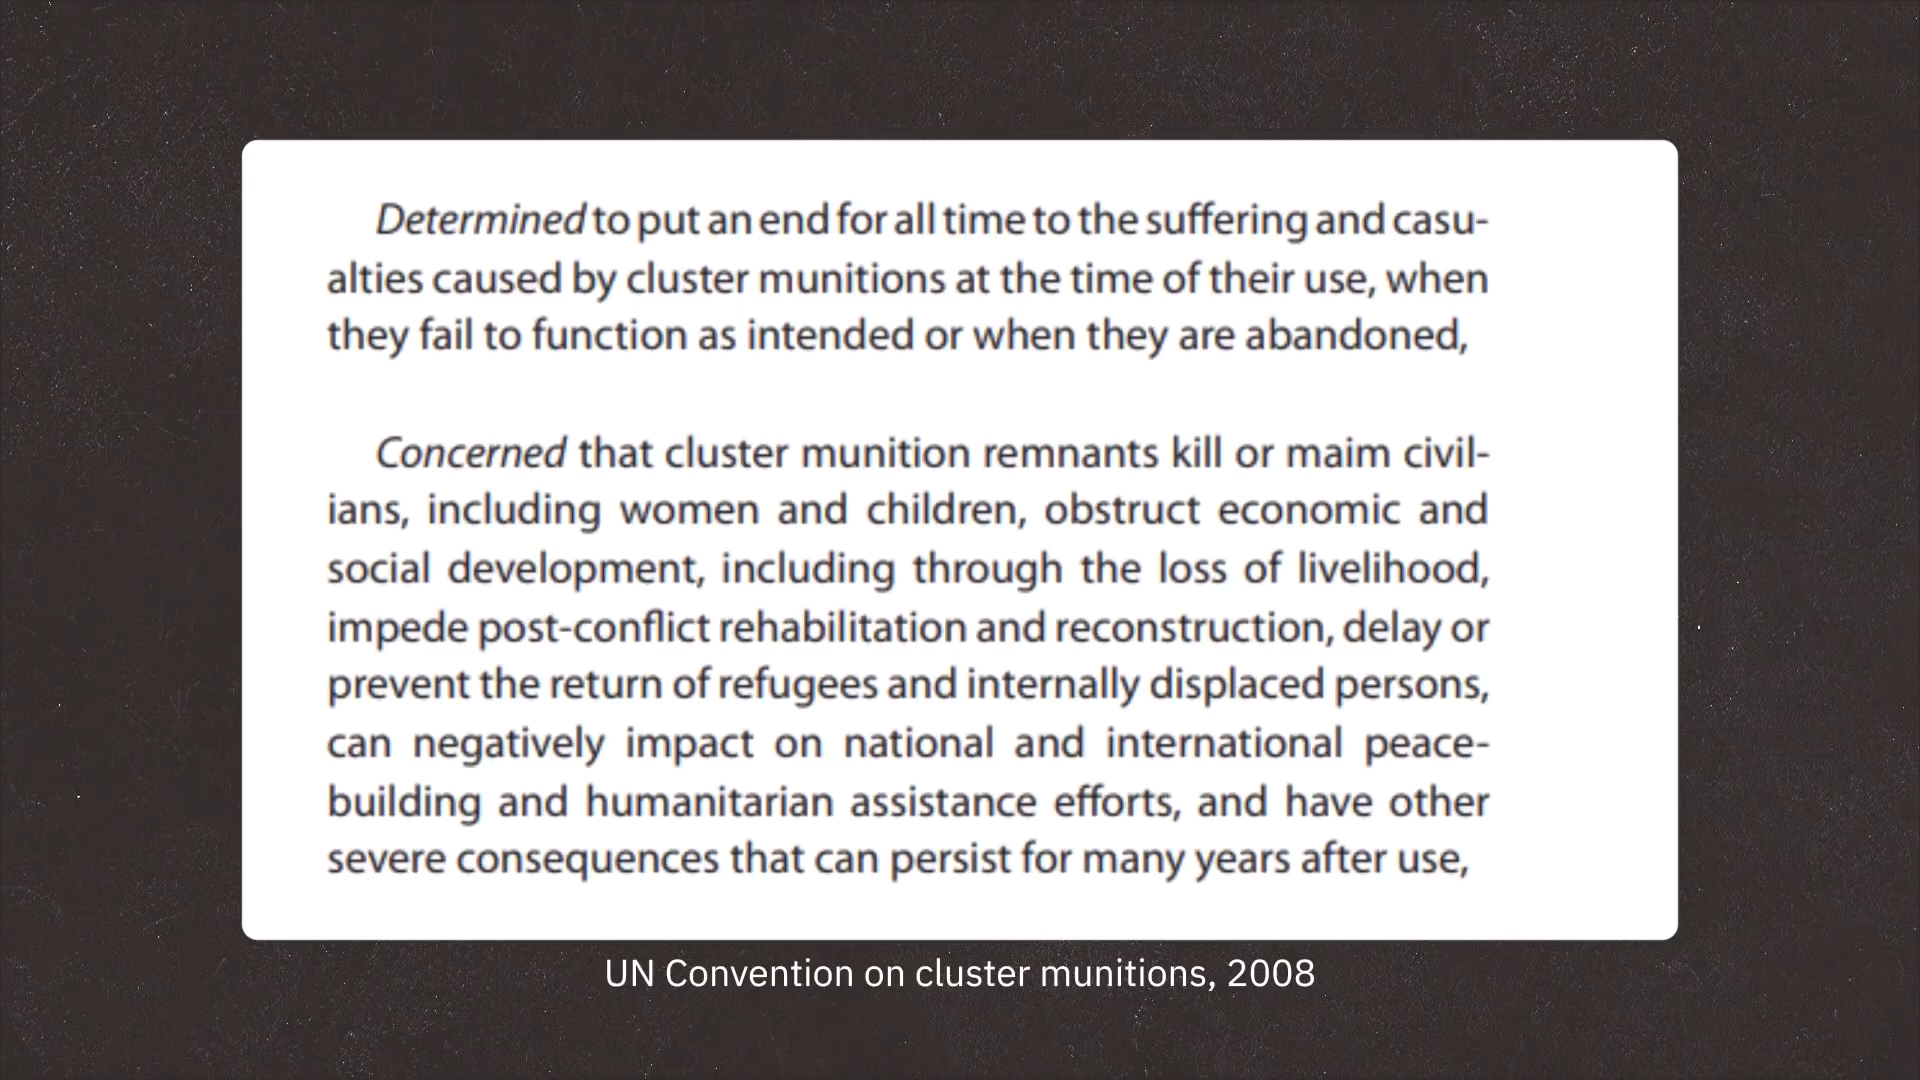 Determined to put an end for all time to the suffering and casu-
alties caused by cluster munitions at the time of their use, when
they fail to function as intended or when they are abandoned,
Concerned that cluster munition remnants kill or maim civil-
ians, including women and children, obstruct economic and
social development, including through the loss of livelihood,
impede post-conflict rehabilitation and reconstruction, delay or
prevent the return of refugees and internally displaced persons,
can negatively impact on national and international peace-
building and humanitarian assistance efforts, and have other
severe consequences that can persist for many years after use,
UN Convention on cluster munitions, 2008